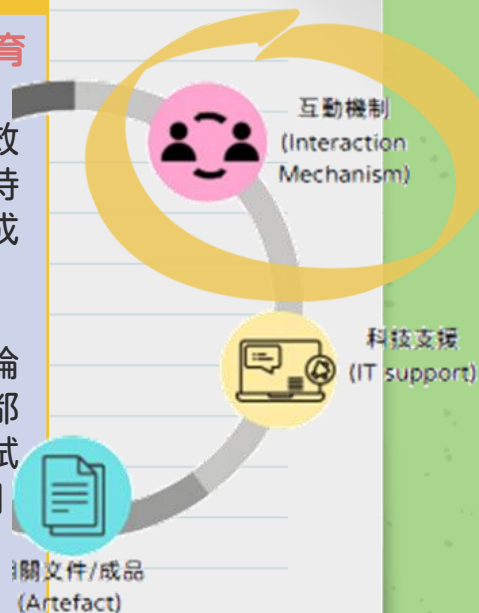 育
互動機制
(Interaction
Mechanism)
科技支援
(IT support)
關文件/成品
(Artefact)